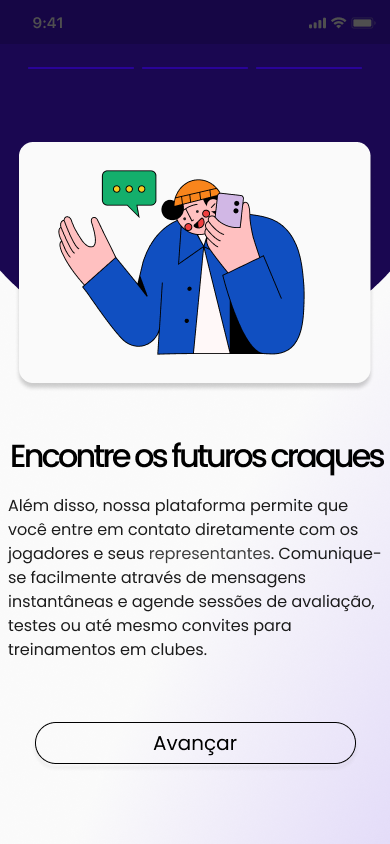 9:41
Encontre os futuros craques
Além disso, nossa plataforma permite que
você entre em contato diretamente com os
jogadores e seus representantes. Comunique-
se facilmente através de mensagens
instantâneas e agende sessões de avaliação,
testes ou até mesmo convites para
treinamentos em clubes.
Avançar